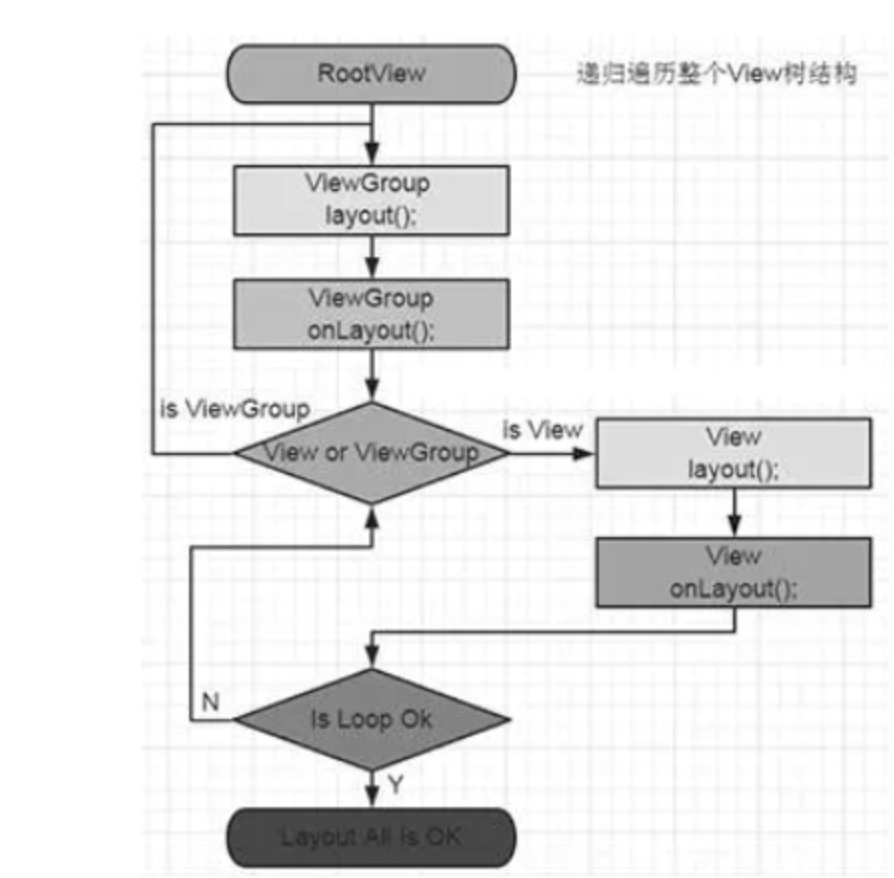 RootView
递归遍历整个View树结构
ViewGroup
layout();
ViewGroup
onLayout();
is ViewGroup
View or ViewGroup
is View
View
layout();
View
onLayout();
N
Is Loop Ok
Y
Layout All is OK